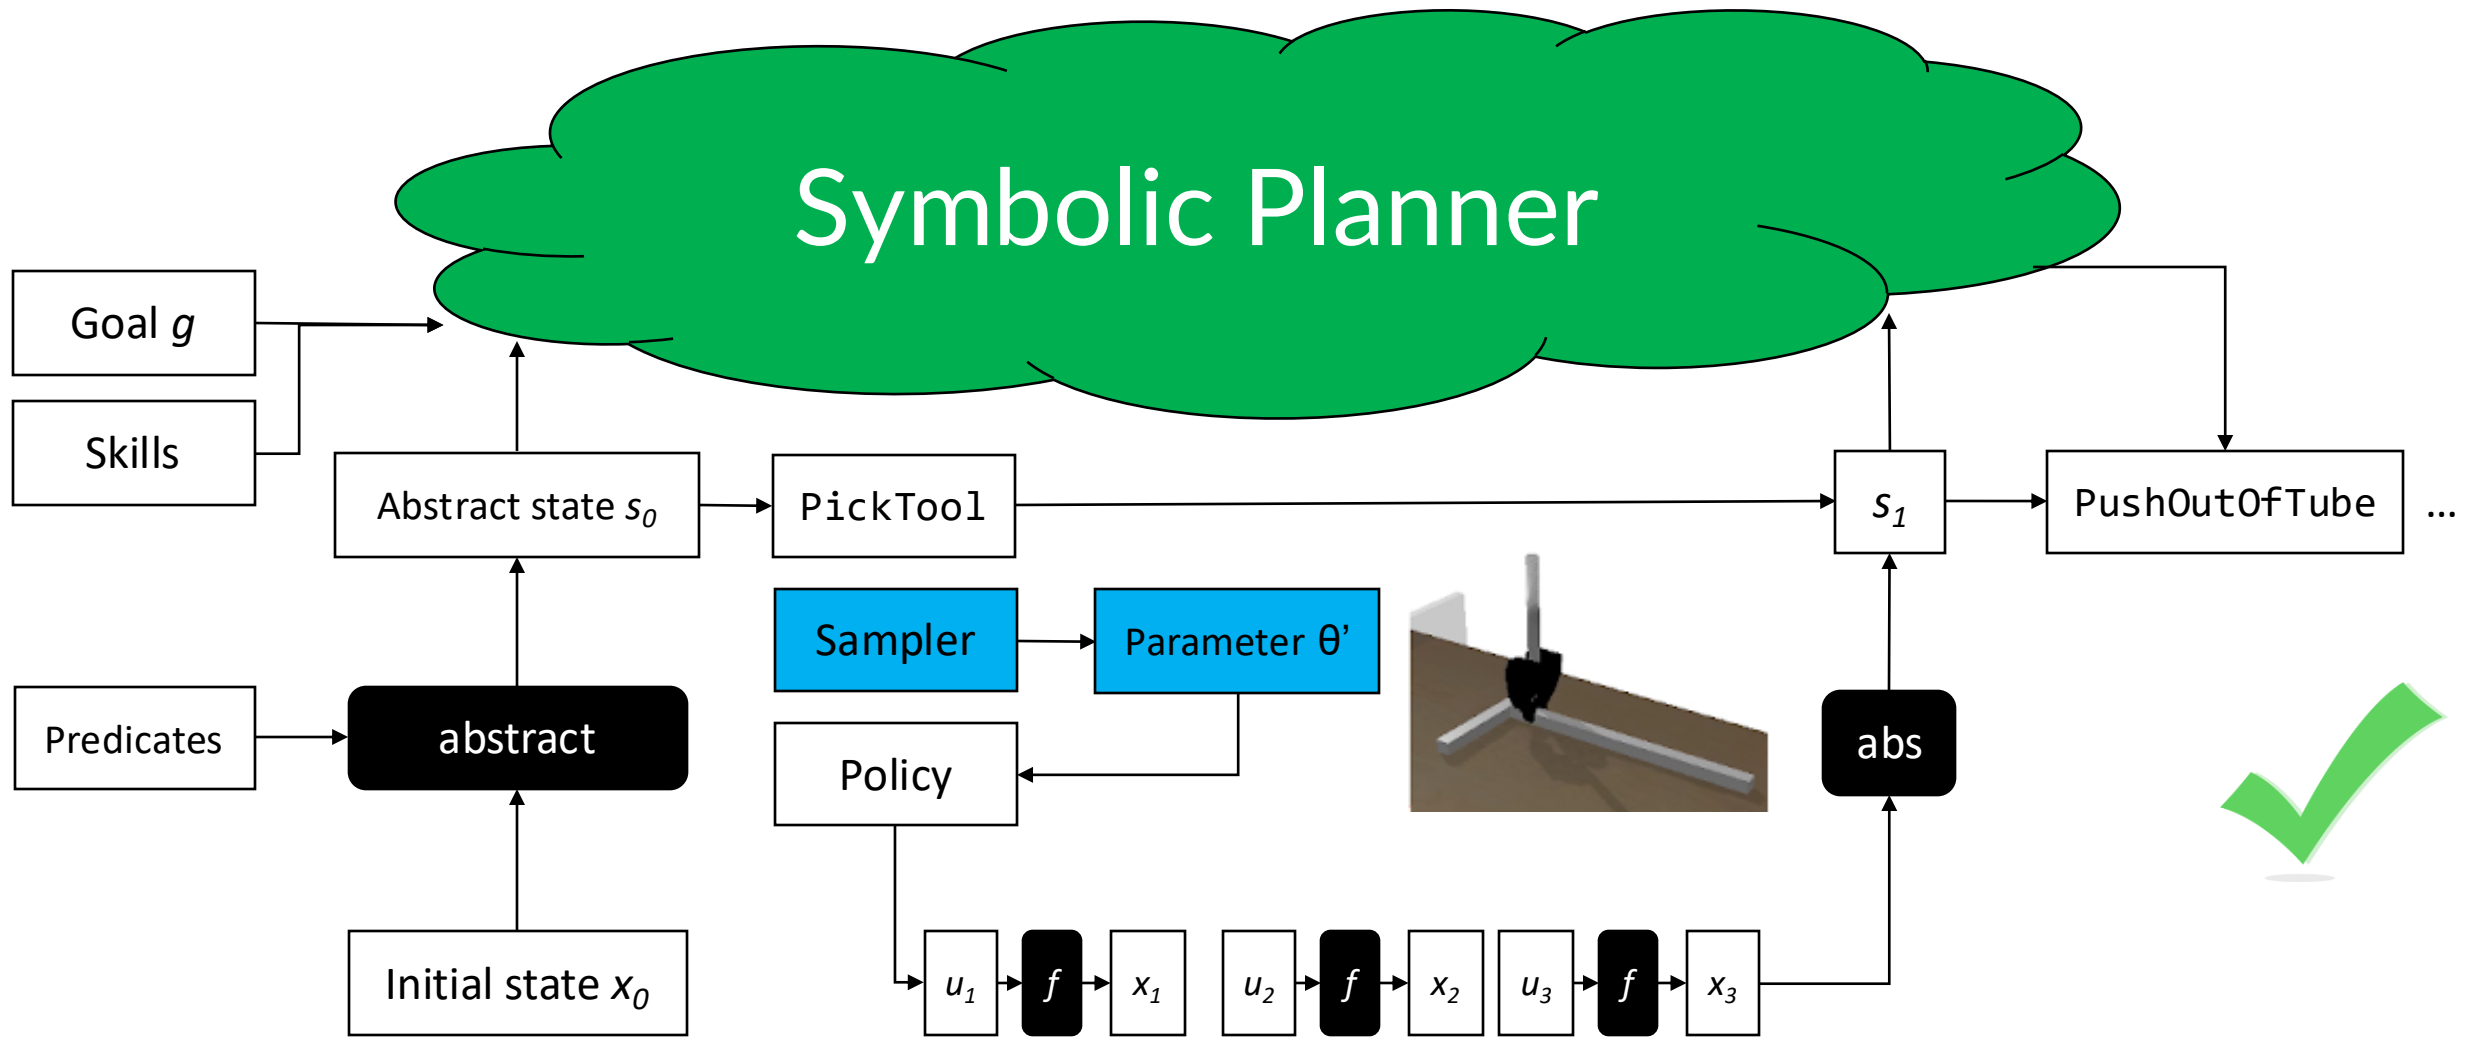 Symbolic Planner
Goal g
Skills
Abstract state s0
PickTool
s1
PushOutOfTube
...
Sampler
Parameter θ’
Predicates
abstract
Policy
abs
Initial state x0
u1
f
x1
u2
f
x2
u3
f
x3